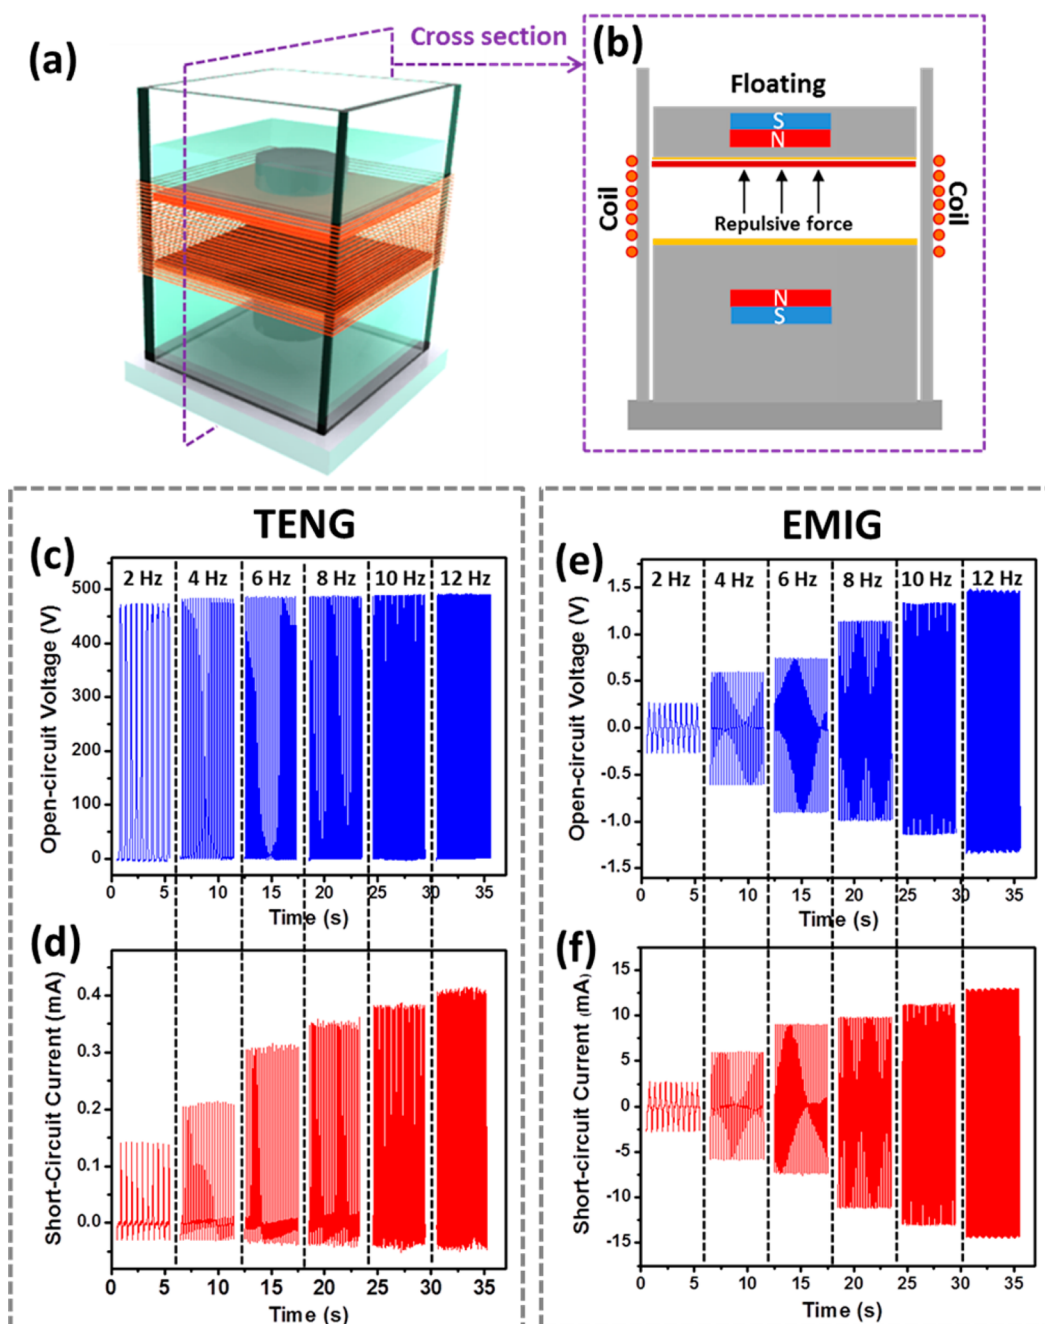 (a)
Cross section
(b)
Floating
S
N
Coil
Coil
Repulsive force
N
S
TENG
(c)
2 Hz 4 Hz 6 Hz 8 Hz 10 Hz 12 Hz
Open-circuit Voltage (V)
500
400
300
200
100
0
0 5 10 15 20 25 30 35
Time (s)
(d)
Short-Circuit Current (mA)
0.4
0.3
0.2
0.1
0.0
0 5 10 15 20 25 30 35
Time (s)
EMIG
(e)
2 Hz 4 Hz 6 Hz 8 Hz 10 Hz 12 Hz
Open-circuit Voltage (V)
1.5
1.0
0.5
0.0
-0.5
-1.0
-1.5
0 5 10 15 20 25 30 35
Time (s)
(f)
Short-circuit Current (mA)
15
10
5
0
-5
-10
-15
0 5 10 15 20 25 30 35
Time (s)